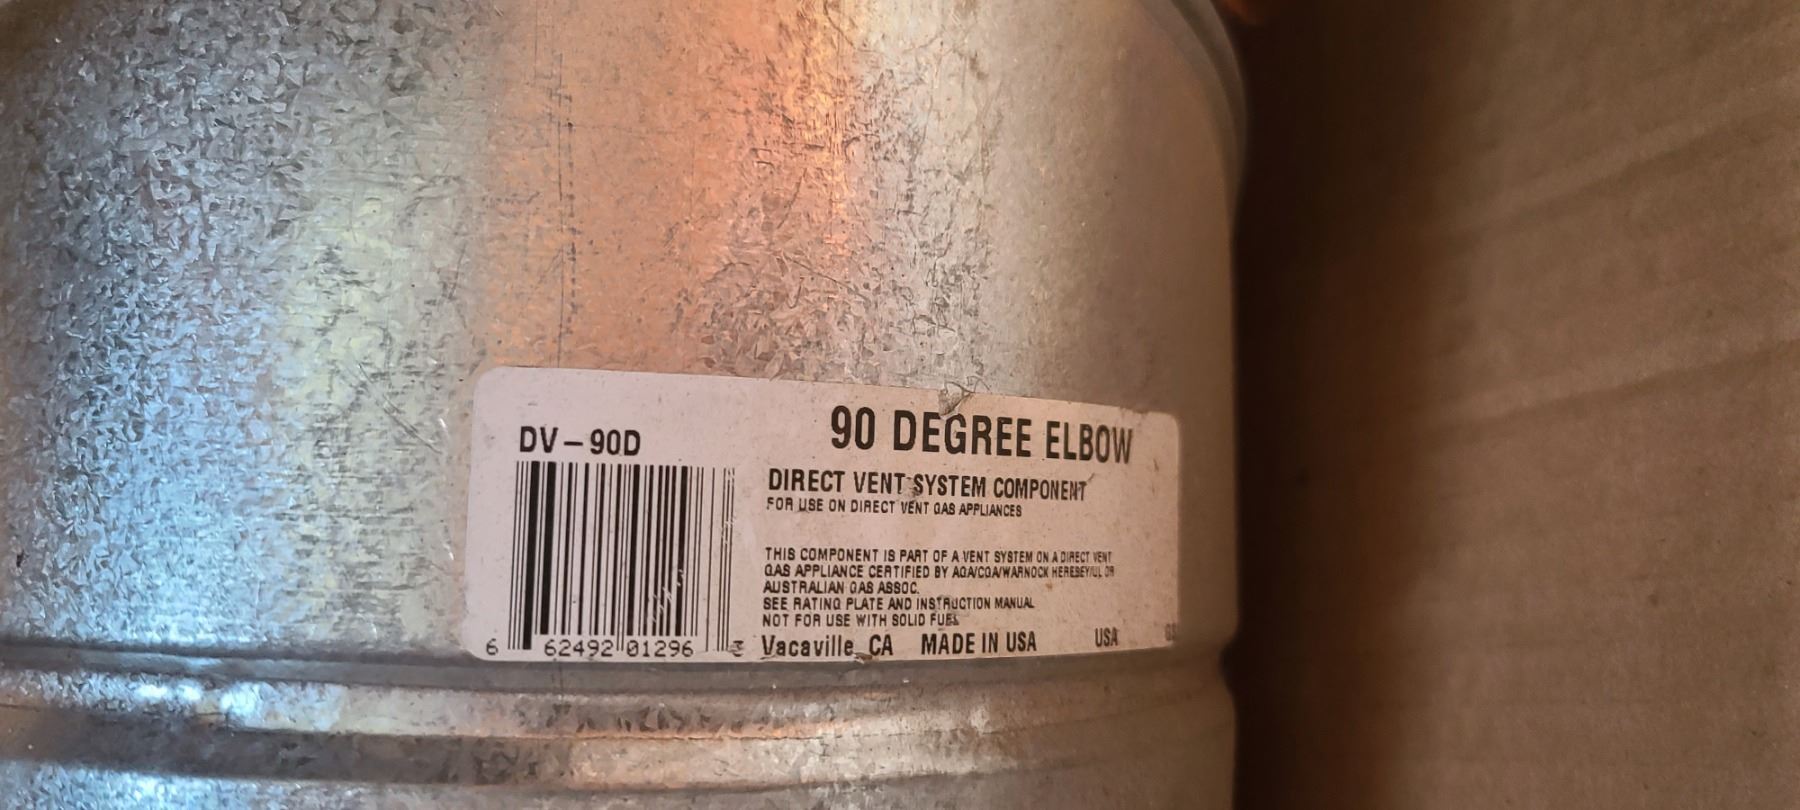 DV-90D
90 DEGREE ELBOW
DIRECT VENT SYSTEM COMPONENT
FOR USE ON DIRECT VENT GAS APPLIANCES
THIS COMPONENT IS PART OF A VENT SYSTEM ON A DIRECT VENT
GAS APPLIANCE CERTIFIED BY AGA/CGA/WARNOCK HERESEY/UL OR
AUSTRALIAN GAS ASSOC.
SEE RATING PLATE AND INSTRUCTION MANUAL
NOT FOR USE WITH SOLID FUEL
6 62492 01296
Vacaville, CA MADE IN USA USA